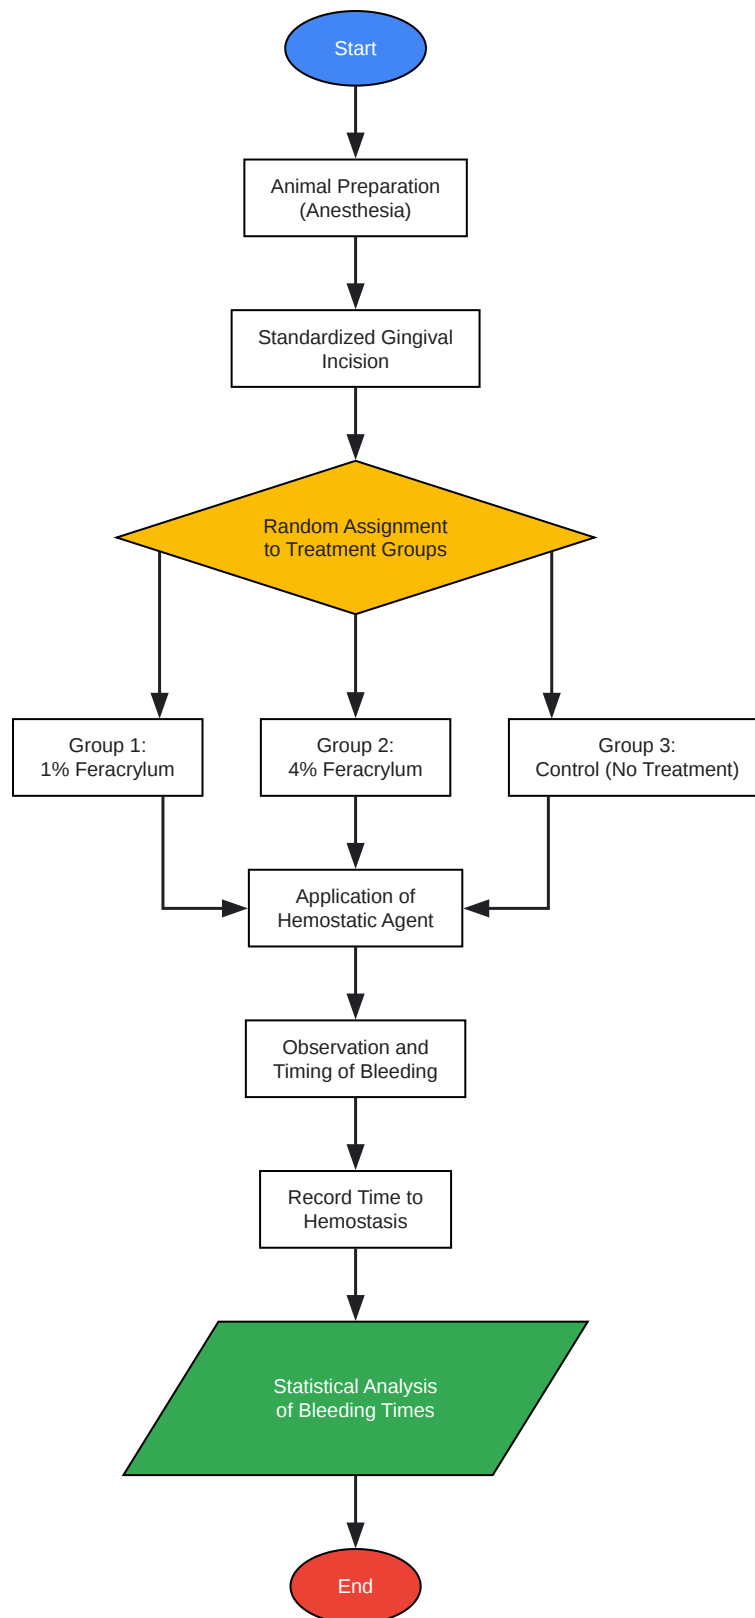 Start
Animal Preparation
(Anesthesia)
Standardized Gingival
Incision
Random Assignment
to Treatment Groups
Group 1:
1% Feracrylum
Group 2:
4% Feracrylum
Group 3:
Control (No Treatment)
Application of
Hemostatic Agent
Observation and
Timing of Bleeding
Record Time to
Hemostasis
Statistical Analysis
of Bleeding Times
End